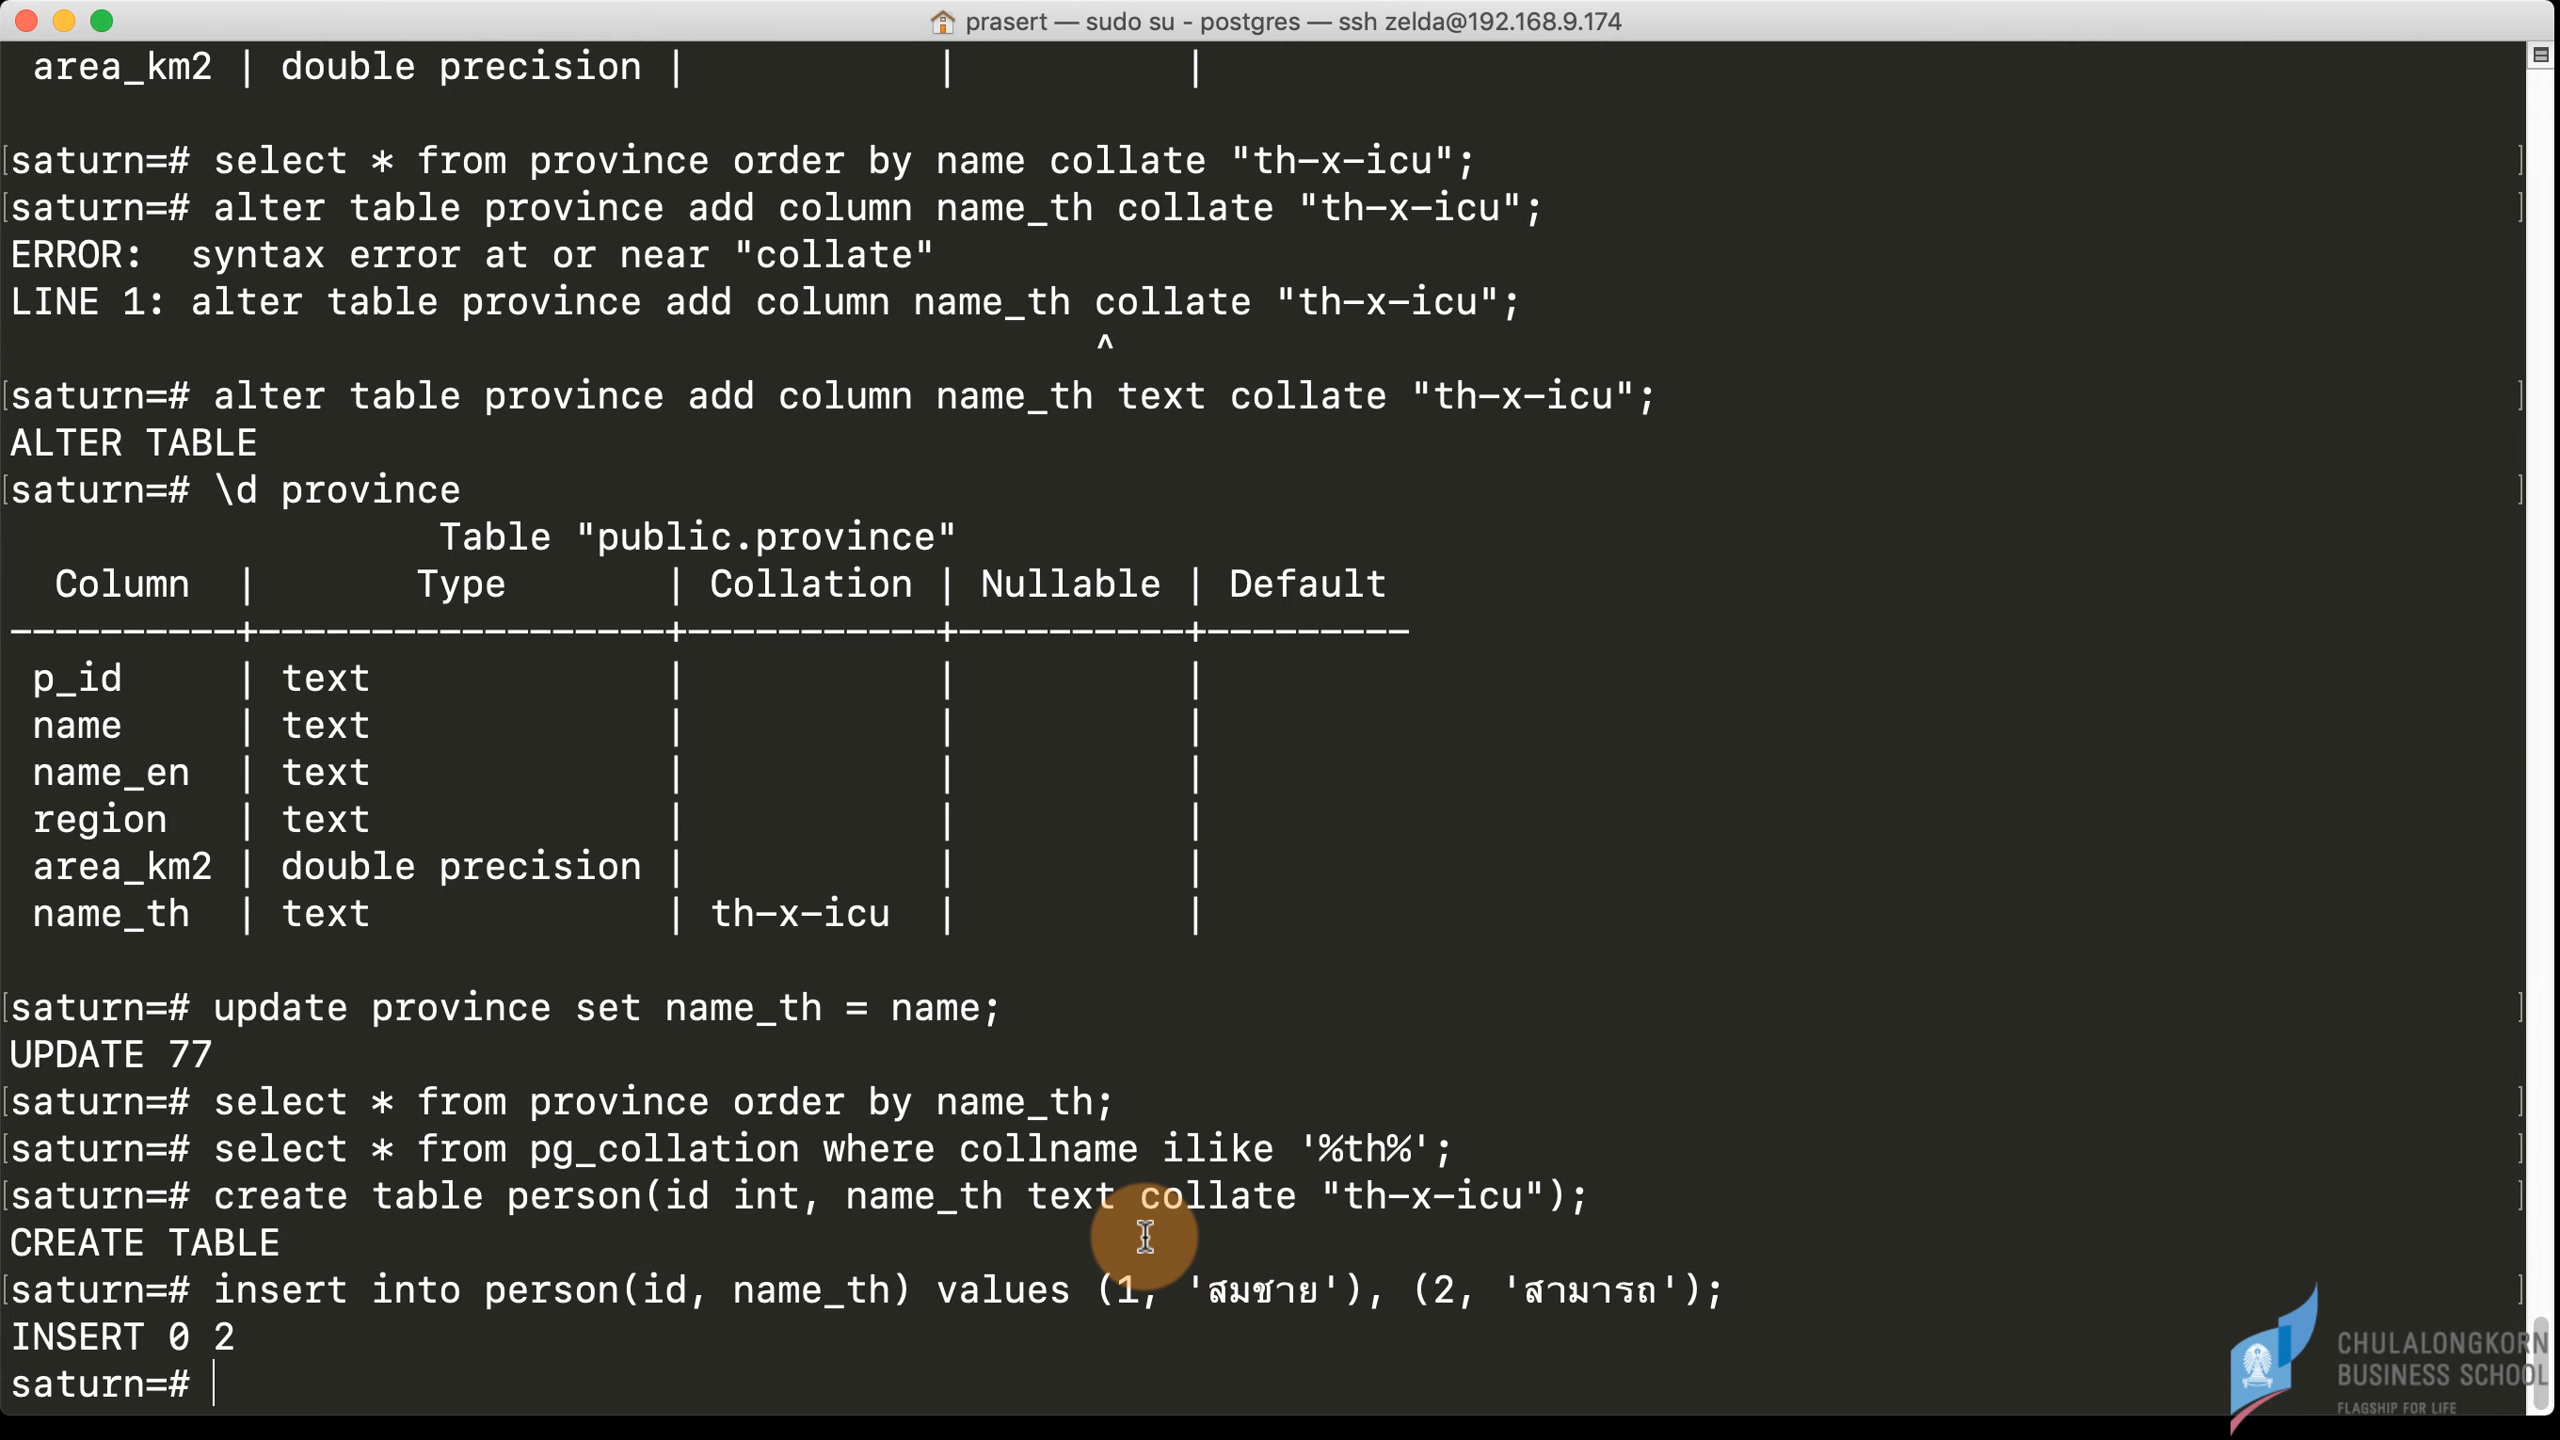 prasert — sudo su - postgres — ssh zelda@192.168.9.174
area_km2 | double precision |           |          |
[saturn=# select * from province order by name collate "th-x-icu"; ]
[saturn=# alter table province add column name_th collate "th-x-icu"; ]
ERROR:  syntax error at or near "collate"
LINE 1: alter table province add column name_th collate "th-x-icu";
^
[saturn=# alter table province add column name_th text collate "th-x-icu"; ]
ALTER TABLE
[saturn=# \d province ]
Table "public.province"
Column  |       Type       | Collation | Nullable | Default
----------+------------------+-----------+----------+---------
p_id     | text             |           |          |
name     | text             |           |          |
name_en  | text             |           |          |
region   | text             |           |          |
area_km2 | double precision |           |          |
name_th  | text             | th-x-icu  |          |
[saturn=# update province set name_th = name; ]
UPDATE 77
[saturn=# select * from province order by name_th; ]
[saturn=# select * from pg_collation where collname ilike '%th%'; ]
[saturn=# create table person(id int, name_th text collate "th-x-icu"); ]
CREATE TABLE
[saturn=# insert into person(id, name_th) values (1, 'สมชาย'), (2, 'สามารถ'); ]
INSERT 0 2
saturn=#
CHULALONGKORN
BUSINESS SCHOOL
FLAGSHIP FOR LIFE